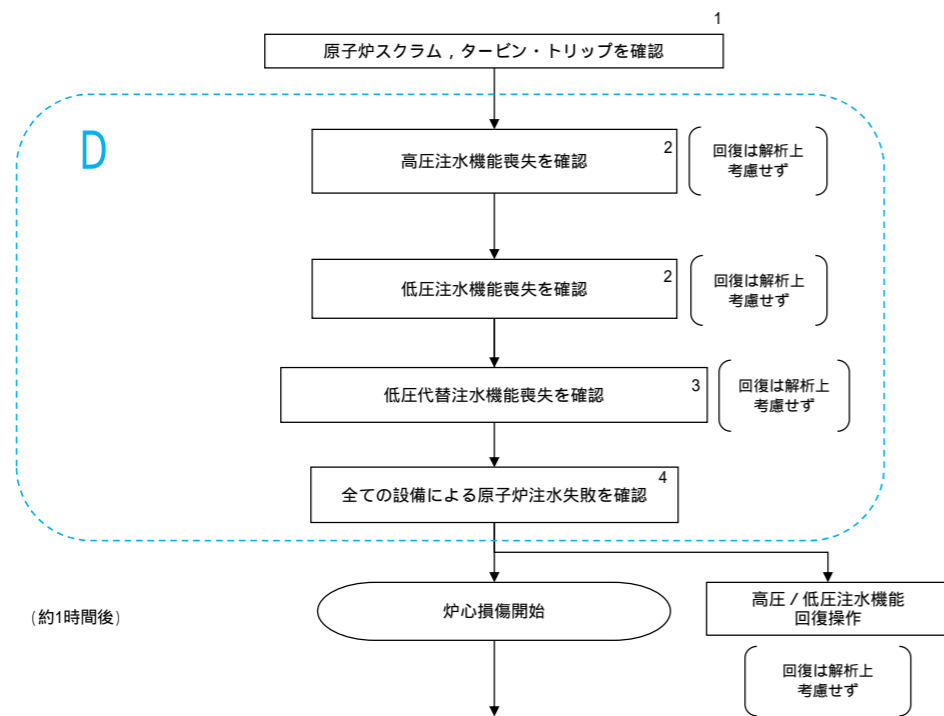 1
原子炉スクラム , タービン・トリップを確認
D
2
高圧注水機能喪失を確認
回復は解析上
考慮せず
2
低圧注水機能喪失を確認
回復は解析上
考慮せず
3
低圧代替注水機能喪失を確認
回復は解析上
考慮せず
4
全ての設備による原子炉注水失敗を確認
(約1時間後)
炉心損傷開始
高圧 / 低圧注水機能
回復操作
回復は解析上
考慮せず